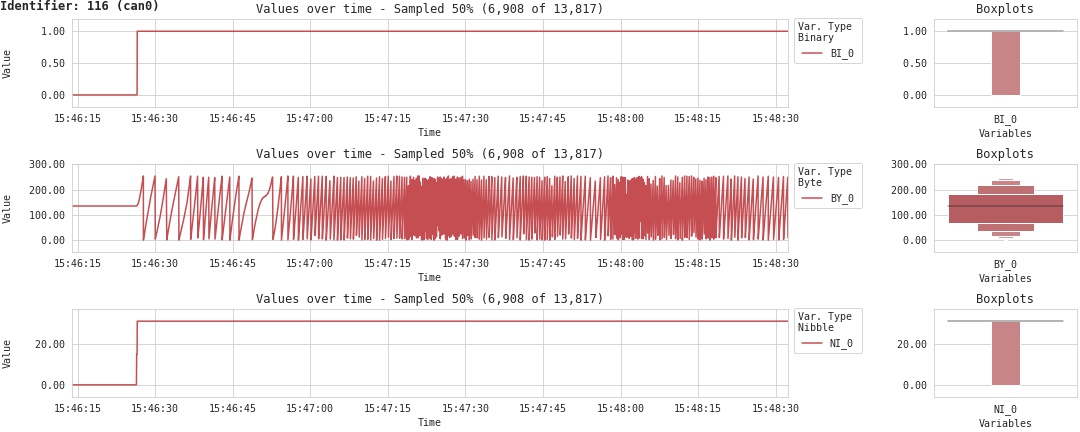 Identifier: 116 (can0)
Values over time - Sampled 50% (6,908 of 13,817)
Boxplots
Value
1.00
0.50
0.00
15:46:15 15:46:30 15:46:45 15:47:00 15:47:15 15:47:30 15:47:45 15:48:00 15:48:15 15:48:30
Time
Var. Type
Binary
BI_0
1.00
0.50
0.00
BI_0
Variables
Values over time - Sampled 50% (6,908 of 13,817)
Boxplots
Value
300.00
200.00
100.00
0.00
15:46:15 15:46:30 15:46:45 15:47:00 15:47:15 15:47:30 15:47:45 15:48:00 15:48:15 15:48:30
Time
Var. Type
Byte
BY_0
300.00
200.00
100.00
0.00
BY_0
Variables
Values over time - Sampled 50% (6,908 of 13,817)
Boxplots
Value
20.00
0.00
15:46:15 15:46:30 15:46:45 15:47:00 15:47:15 15:47:30 15:47:45 15:48:00 15:48:15 15:48:30
Time
Var. Type
Nibble
NI_0
20.00
0.00
NI_0
Variables